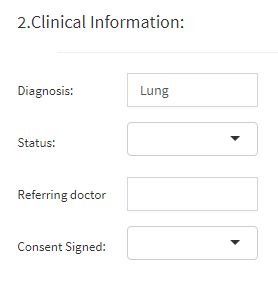 2.Clinical Information:
Diagnosis: Lung
Status:
Referring doctor
Consent Signed: